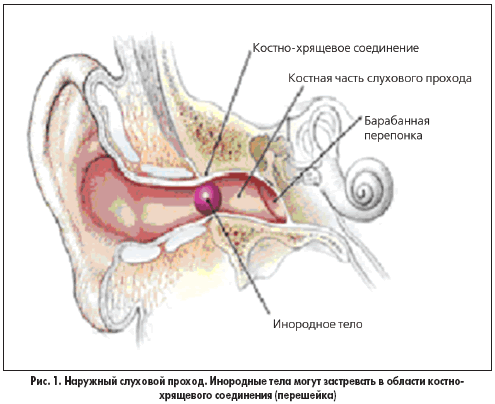 Костно-хрящевое соединение
Костная часть слухового прохода
Барабанная
перепонка
Инородное тело
Рис. 1. Наружный слуховой проход. Инородные тела могут застревать в области костно-
хрящевого соединения (перешейка)